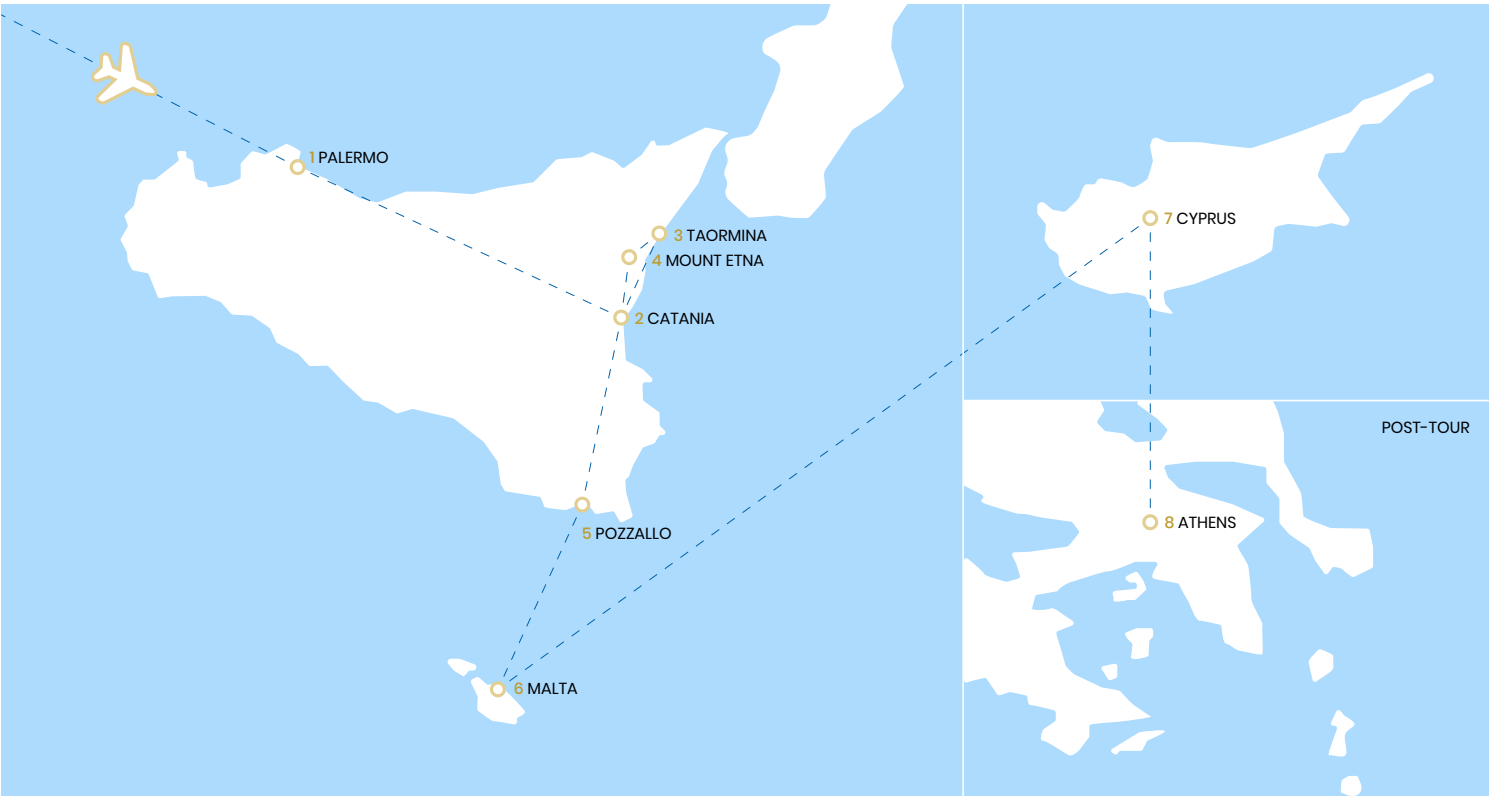 1 PALERMO
3 TAORMINA
4 MOUNT ETNA
2 CATANIA
5 POZZALLO
6 MALTA
7 CYPRUS
POST-TOUR
8 ATHENS